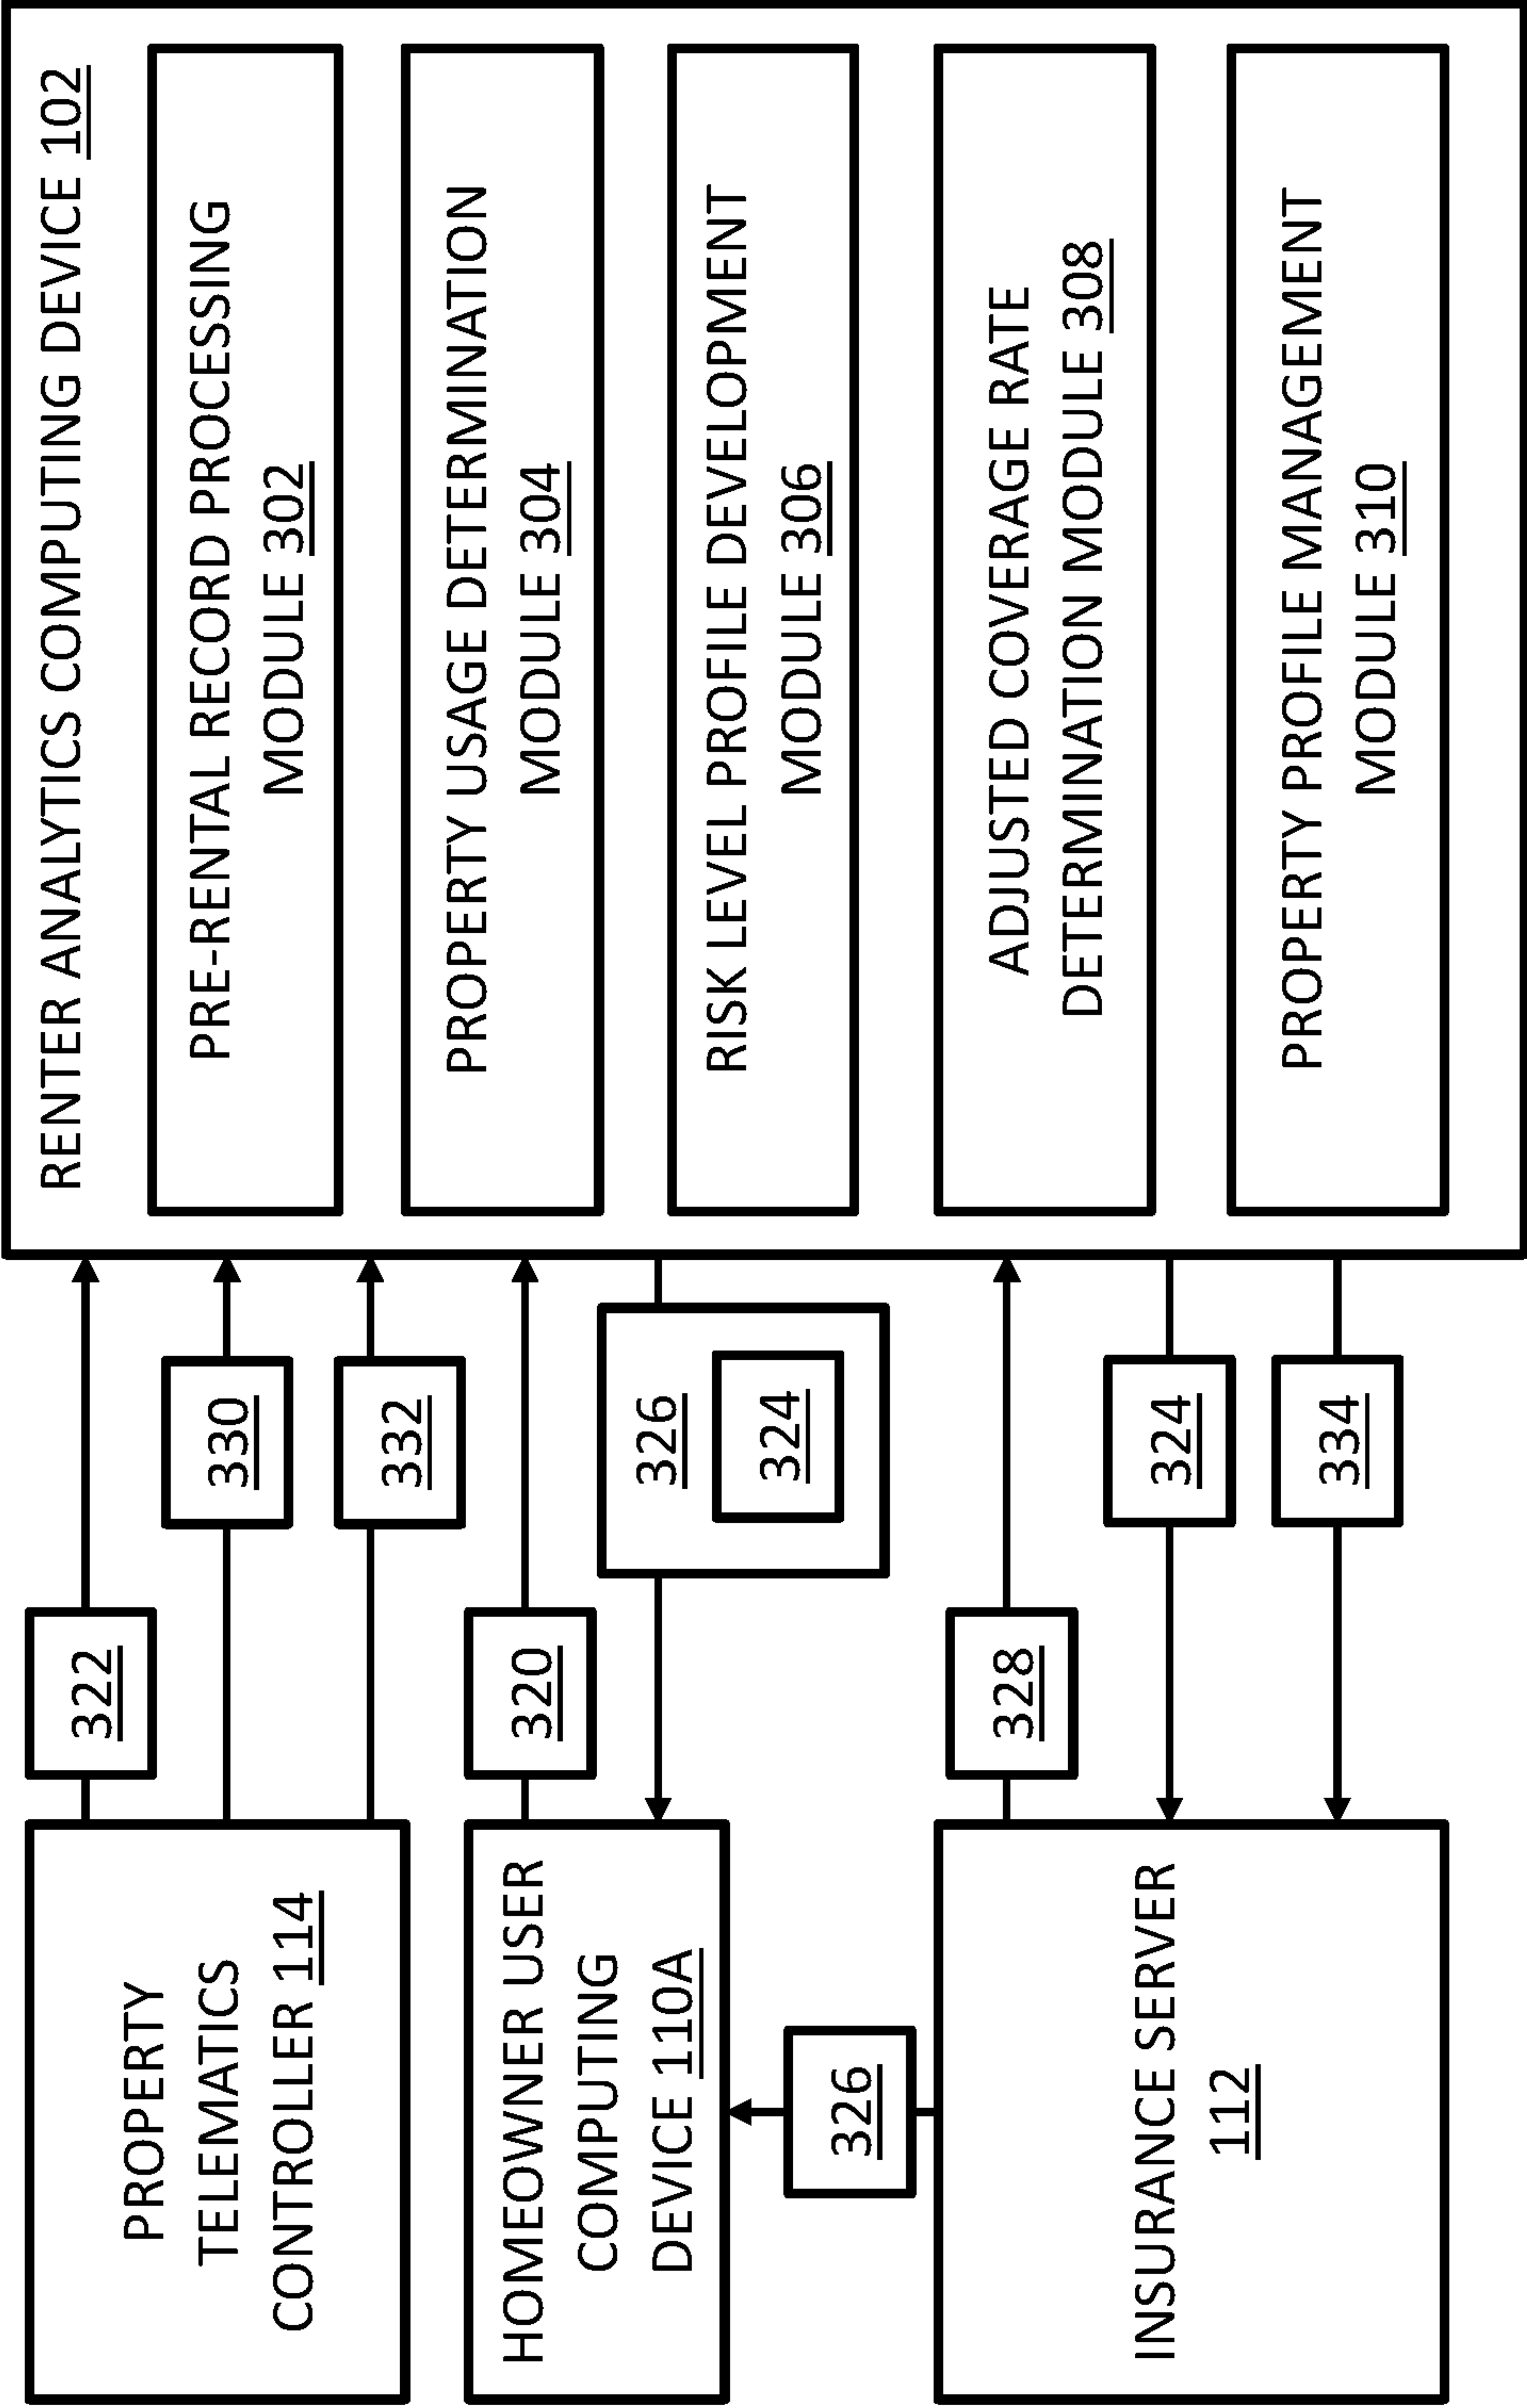 PROPERTY
TELEMATICS
CONTROLLER 114
HOMEOWNER USER
COMPUTING
DEVICE 110A
326
INSURANCE SERVER
112
322
330
332
320
326
324
328
324
334
RENTER ANALYTICS COMPUTING DEVICE 102
PRE-RENTAL RECORD PROCESSING
MODULE 302
PROPERTY USAGE DETERMINATION
MODULE 304
RISK LEVEL PROFILE DEVELOPMENT
MODULE 306
ADJUSTED COVERAGE RATE
DETERMINATION MODULE 308
PROPERTY PROFILE MANAGEMENT
MODULE 310